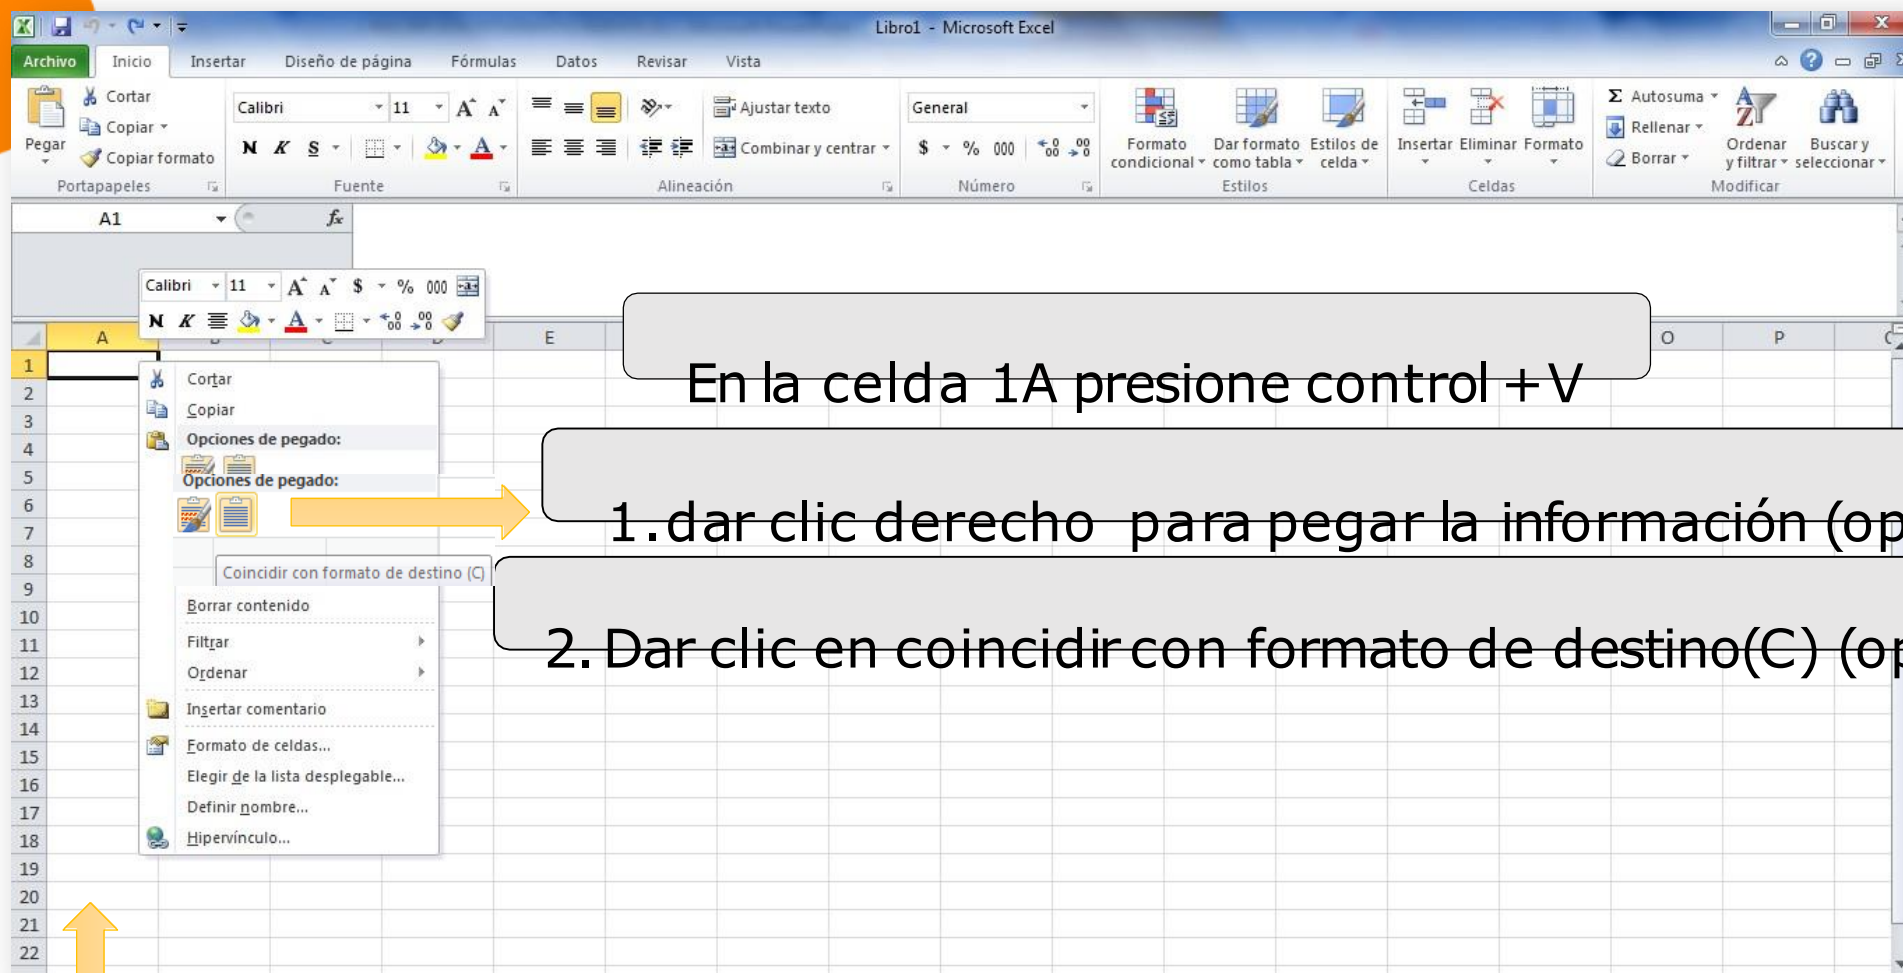 Libro1 - Microsoft Excel
Archivo Inicio Insertar Diseño de página Fórmulas Datos Revisar Vista
Pegar
Cortar
Copiar
Copiar formato
Portapapeles
Calibri 11
N K S
Fuente
Ajustar texto
Combinar y centrar
Alineación
General
$ % 000
Número
Formato condicional
Dar formato como tabla
Estilos de celda
Estilos
Insertar Eliminar Formato
Celdas
Σ Autosuma
Rellenar
Borrar
Ordenar y filtrar
Buscar y seleccionar
Modificar
A1 fx
Calibri 11 A A $ % 000
N K A
A E O P
1
2
3
4
5
6
7
8
9
10
11
12
13
14
15
16
17
18
19
20
21
22
Cortar
Copiar
Opciones de pegado:
Opciones de pegado:
Coincidir con formato de destino (C)
Borrar contenido
Filtrar
Ordenar
Insertar comentario
Formato de celdas...
Elegir de la lista desplegable...
Definir nombre...
Hipervínculo...
En la celda 1A presione control +V
1. dar clic derecho para pegar la información (op
2. Dar clic en coincidir con formato de destino(C) (op